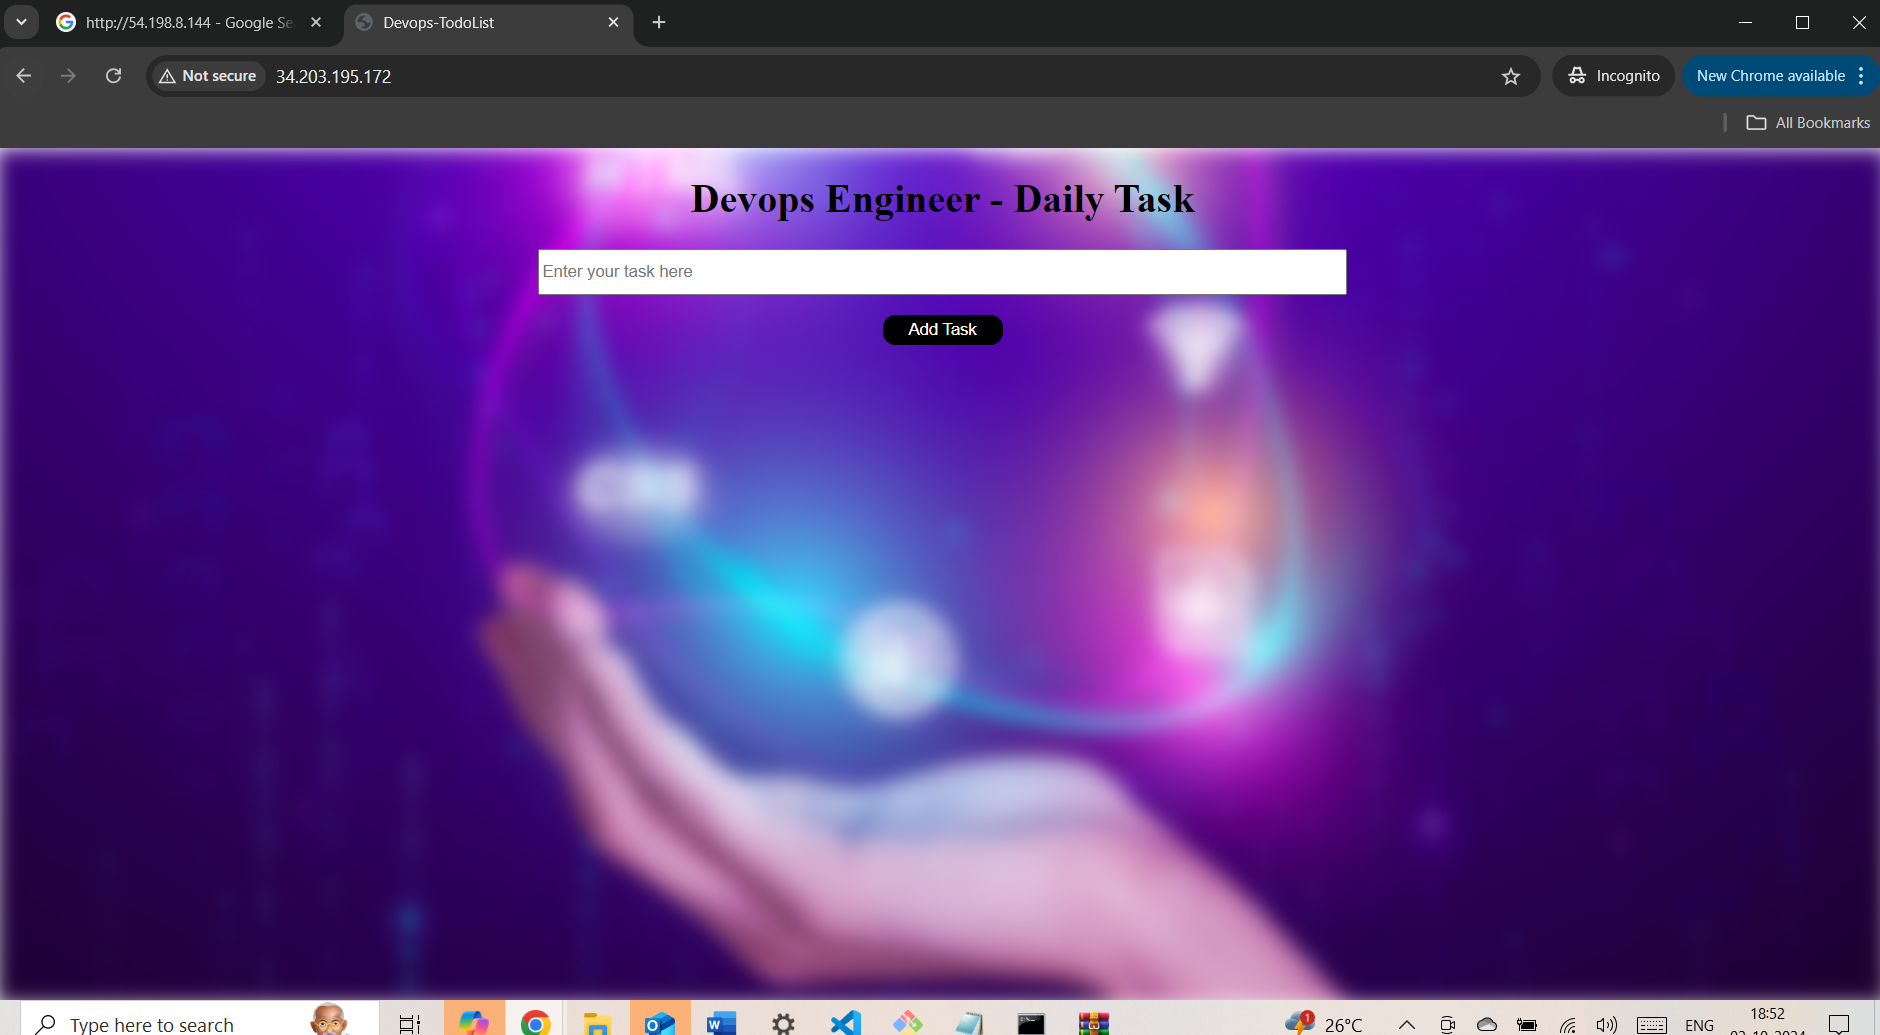 http://54.198.8.144 - Google Se
Devops-TodoList
Not secure
34.203.195.172
Incognito
New Chrome available
All Bookmarks
Devops Engineer - Daily Task
Enter your task here
Add Task
Type here to search
1
26°C
ENG
18:52